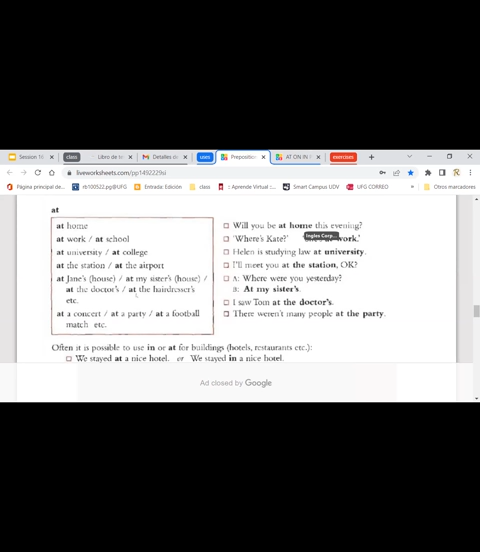 Session 1
class
Libro de te
Detalles de
uses
Preposition
AT ON IN (
exercises
liveworksheets.com/pp1492229si
Página principal de...
rb100522.pg@UFG
Entrada: Edición
class
:: Aprende Virtual ::..
Smart Campus UDV
UFG CORREO
Otros marcadores
at
at home
at work / at school
at university / at college
at the station / at the airport
at Jane's (house) / at my sister's (house) /
at the doctor's / at the hairdresser's
etc.
at a concert / at a party / at a football
match etc.
Will you be at home this evening?
'Where's Kate?' at work.'
Ingles Corp...
Helen is studying law at university.
I'll meet you at the station, OK?
A: Where were you yesterday?
B: At my sister's.
I saw Tom at the doctor's.
There weren't many people at the party.
Often it is possible to use in or at for buildings (hotels, restaurants etc.):
We stayed at a nice hotel. or We stayed in a nice hotel.
Ad closed by Google